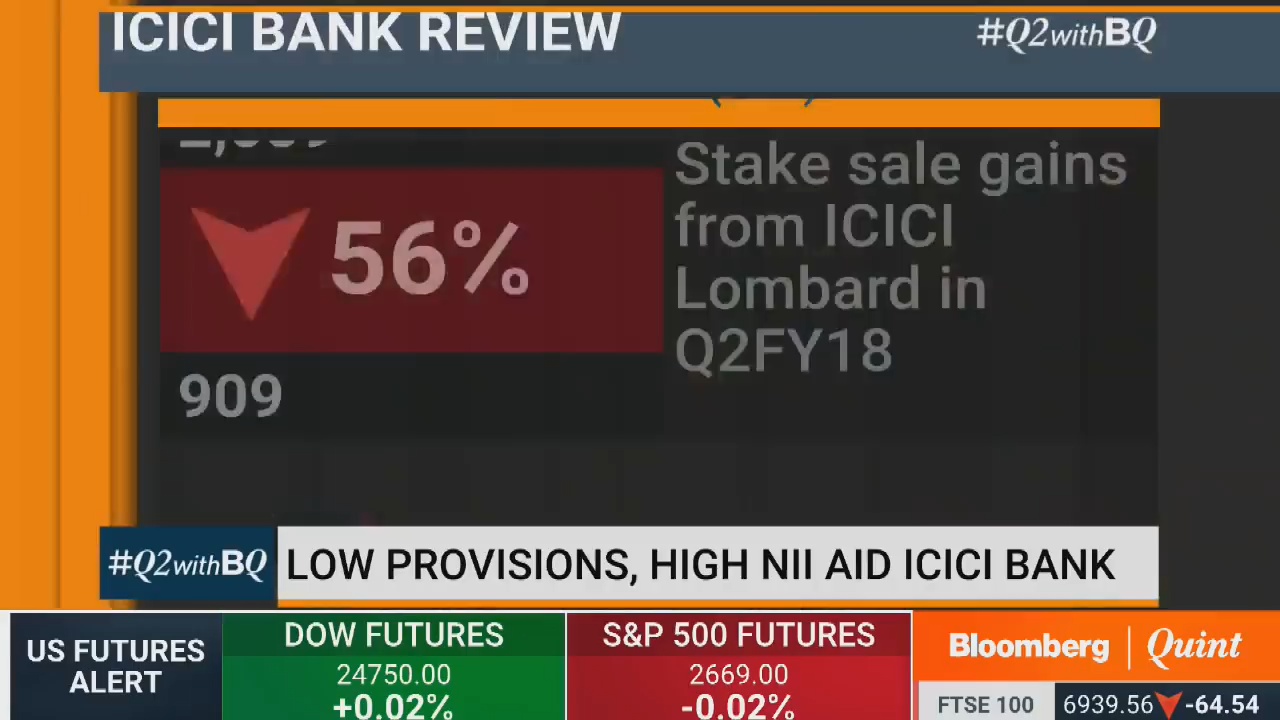 ICICI BANK REVIEW
#Q2withBQ
56%
909
Stake sale gains
from ICICI
Lombard in
Q2FY18
#Q2withBQ
LOW PROVISIONS, HIGH NII AID ICICI BANK
US FUTURES
ALERT
DOW FUTURES
24750.00
+0.02%
S&P 500 FUTURES
2669.00
-0.02%
Bloomberg | Quint
FTSE 100
6939.56
-64.54